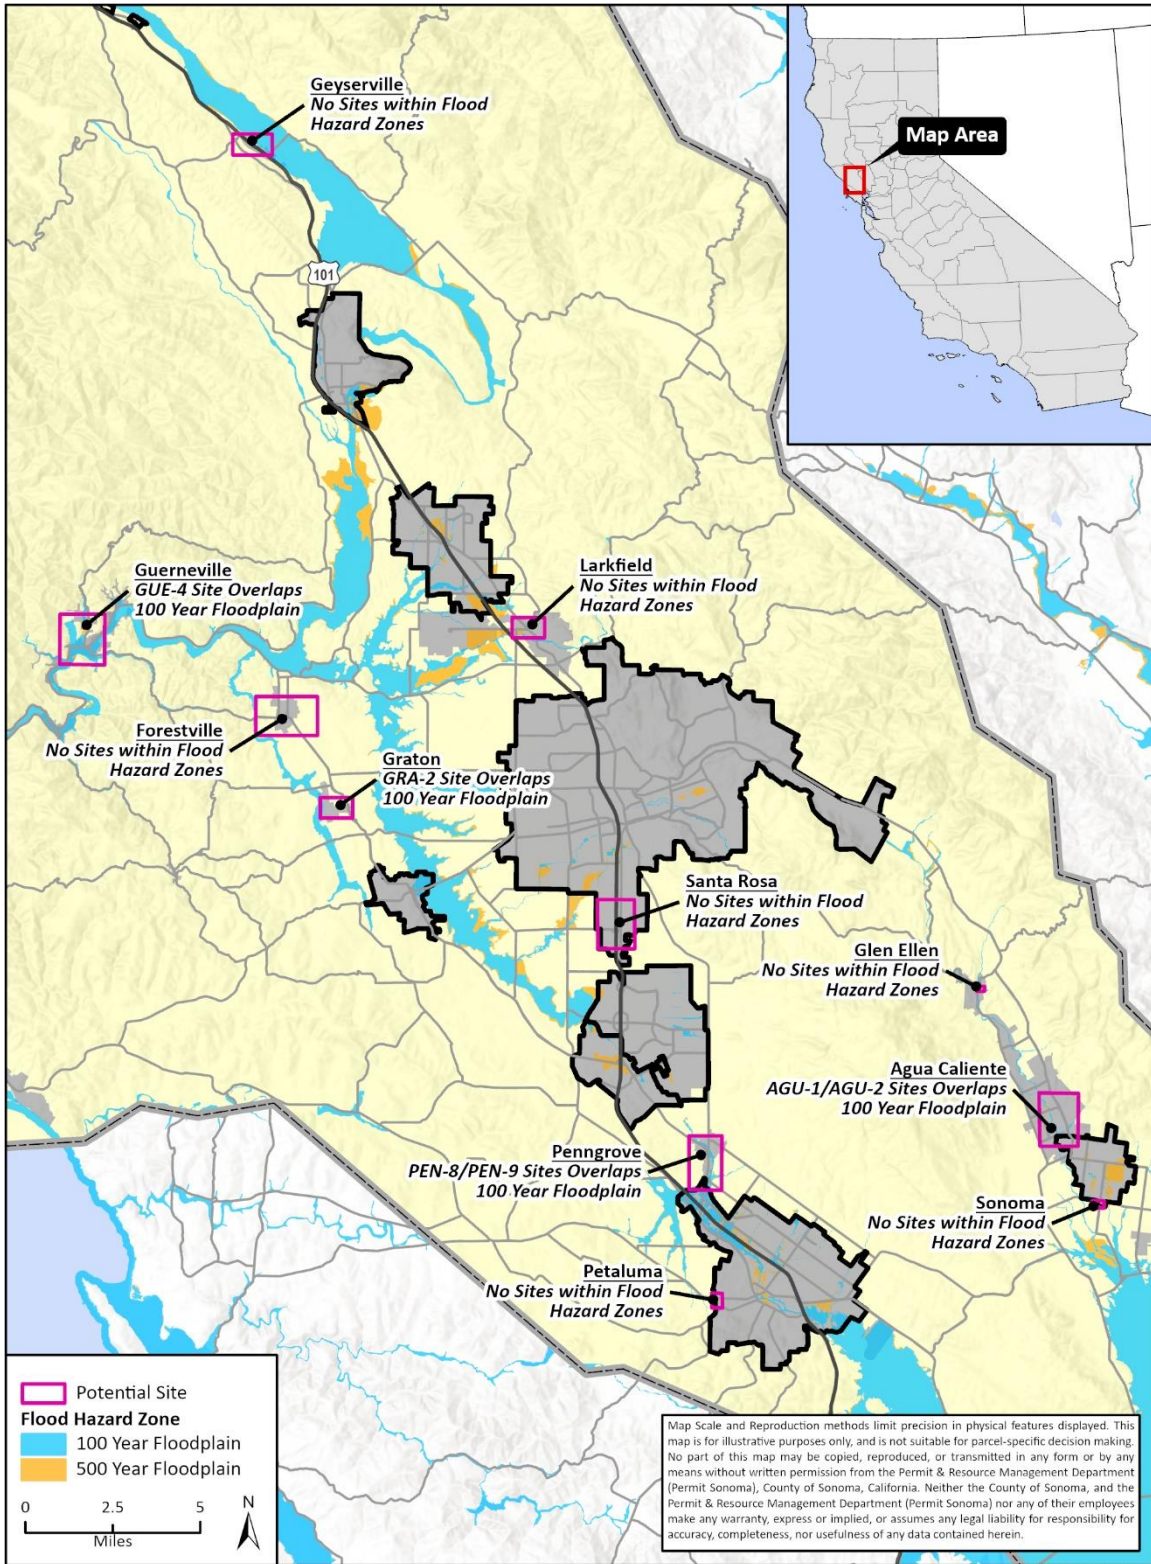 Geyserville
No Sites within Flood
Hazard Zones
Map Area
101
Guerneville
GUE-4 Site Overlaps
100 Year Floodplain
Larkfield
No Sites within Flood
Hazard Zones
Forestville
No Sites within Flood
Hazard Zones
Graton
GRA-2 Site Overlaps
100 Year Floodplain
Santa Rosa
No Sites within Flood
Hazard Zones
Glen Ellen
No Sites within Flood
Hazard Zones
Agua Caliente
AGU-1/AGU-2 Sites Overlaps
100 Year Floodplain
Penngrove
PEN-8/PEN-9 Sites Overlaps
100 Year Floodplain
Sonoma
No Sites within Flood
Hazard Zones
Petaluma
No Sites within Flood
Hazard Zones
Potential Site
Flood Hazard Zone
100 Year Floodplain
500 Year Floodplain
0 2.5 5
Miles
N
Map Scale and Reproduction methods limit precision in physical features displayed. This
map is for illustrative purposes only, and is not suitable for parcel-specific decision making.
No part of this map may be copied, reproduced, or transmitted in any form or by any
means without written permission from the Permit & Resource Management Department
(Permit Sonoma), County of Sonoma, California. Neither the County of Sonoma, and the
Permit & Resource Management Department (Permit Sonoma) nor any of their employees
make any warranty, express or implied, or assumes any legal liability for responsibility for
accuracy, completeness, nor usefulness of any data contained herein.